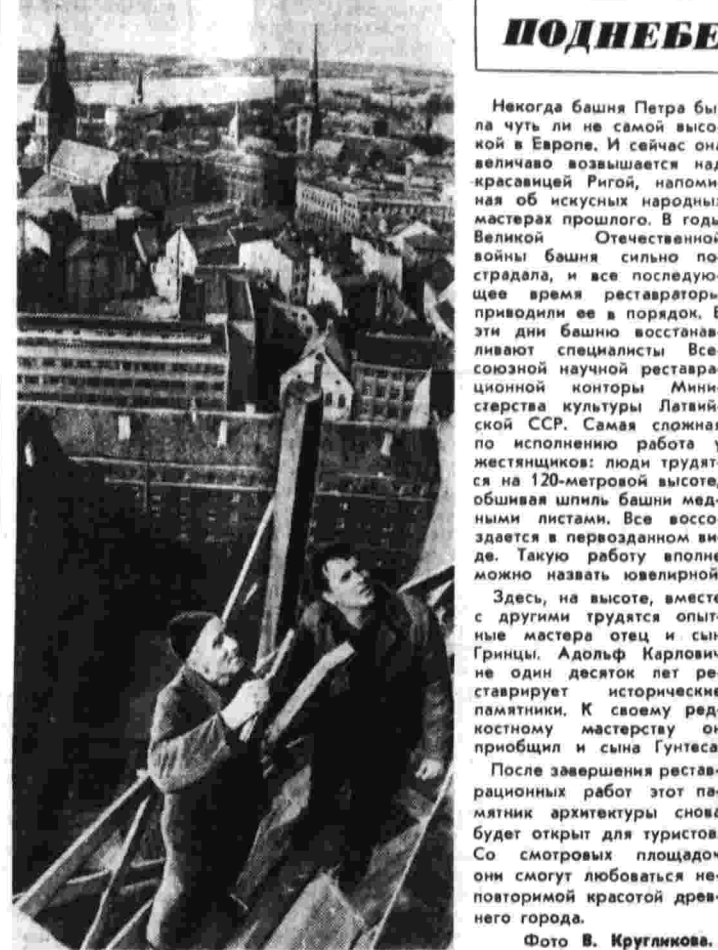 ПОДНЕБЕ
Некогда башня Петра бы-
ла чуть ли не самой высо-
кой в Европе. И сейчас она
величаво возвышается над
красавицей Ригой, напоми-
ная об искусных народных
мастерах прошлого. В годы
Великой Отечественной
войны башня сильно по-
страдала, и все последую-
щее время реставраторы
приводили ее в порядок. В
эти дни башню восстанав-
ливают специалисты Все-
союзной научной реставра-
ционной конторы Мини-
стерства культуры Латвий-
ской ССР. Самая сложная
по исполнению работа у
жестянщиков: люди трудят-
ся на 120-метровой высоте,
обшивая шпиль башни мед-
ными листами. Все воссо-
здается в первозданном ви-
де. Такую работу вполне
можно назвать ювелирной.
Здесь, на высоте, вместе
с другими трудятся опыт-
ные мастера отец и сын
Гринцы. Адольф Карлович
не один десяток лет ре-
ставрирует исторические
памятники. К своему ред-
костному мастерству он
приобщил и сына Гунтеса.
После завершения реставра-
рационных работ этот па-
мятник архитектуры снова
будет открыт для туристов.
Со смотровых площадок
они смогут любоваться не-
повторимой красотой древ-
него города.
Фото В. Кругликова.